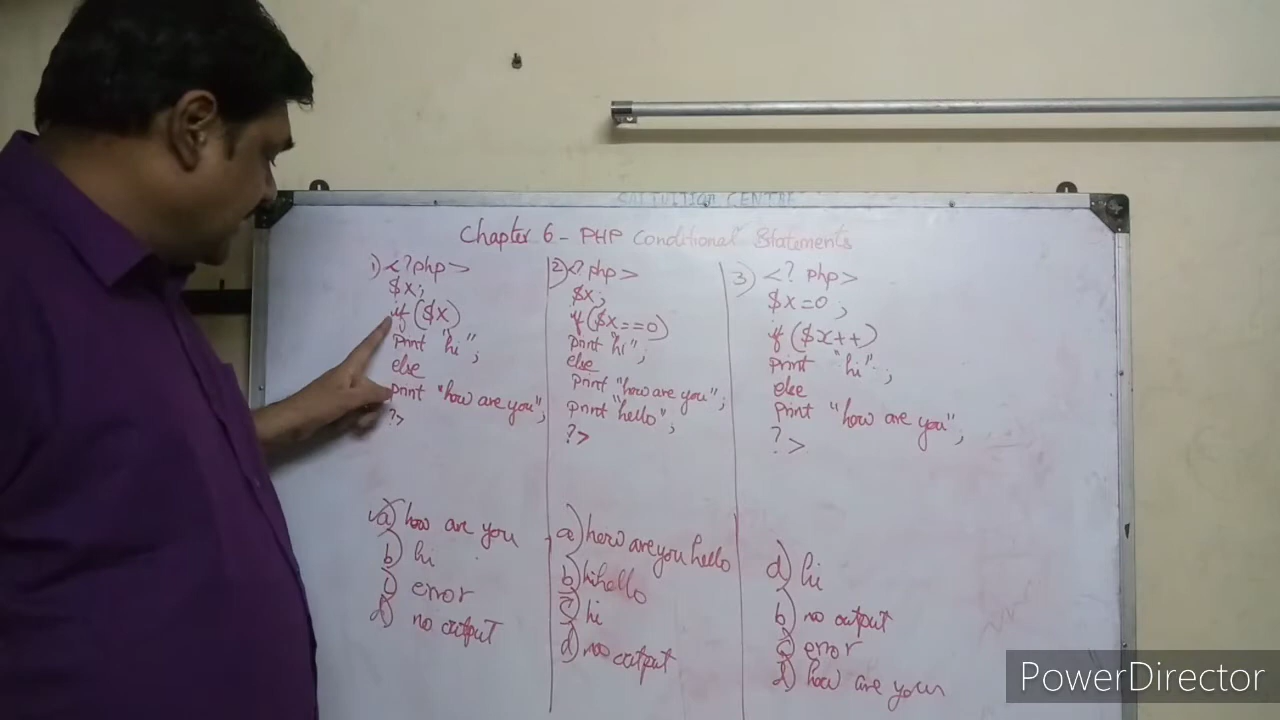 SAI TUITION CENTRE
Chapter 6 - PHP Conditional Statements
1) <?php>
$x;
if ($x)
print "hi";
else
print "how are you";
?>
a) how are you
b) hi
c) error
d) no output
2) <?php>
$x;
if ($x==0)
print "hi";
else
print "how are you";
print "hello";
?>
a) how are you hello
b) hihello
c) hi
d) no output
3) <? php>
$x=0;
if ($x++)
print "hi";
else
print "how are you";
?>
d) hi
b) no output
c) error
d) how are you
PowerDirector